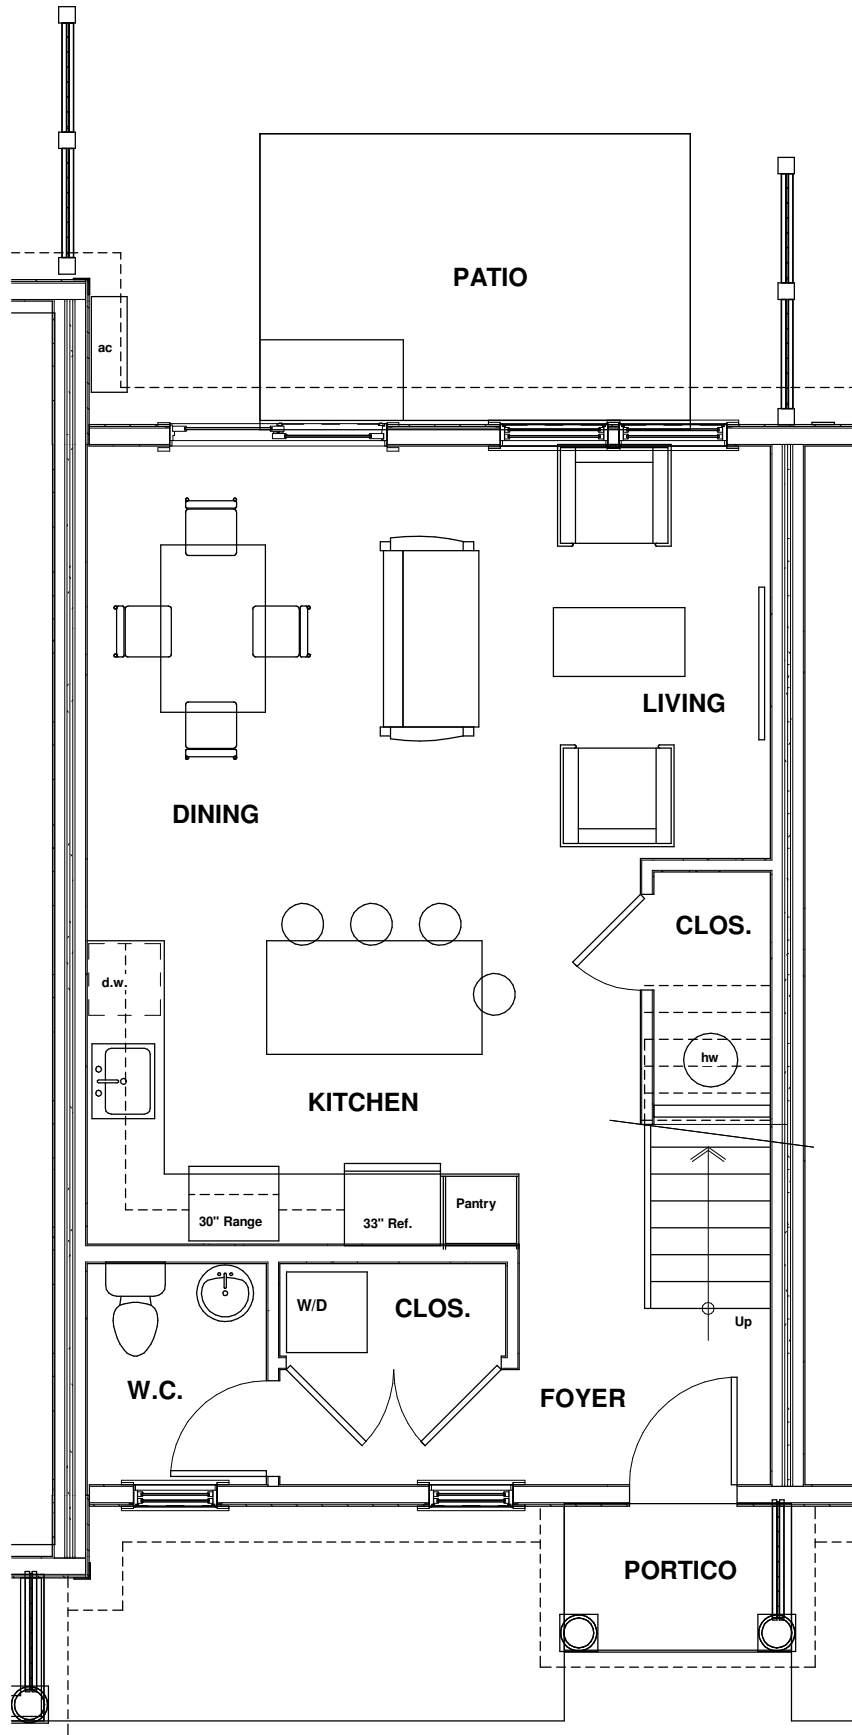 PATIO
ac
LIVING
DINING
CLOS.
d.w.
hw
KITCHEN
Pantry
30" Range
33" Ref.
W/D
CLOS.
Up
W.C.
FOYER
PORTICO